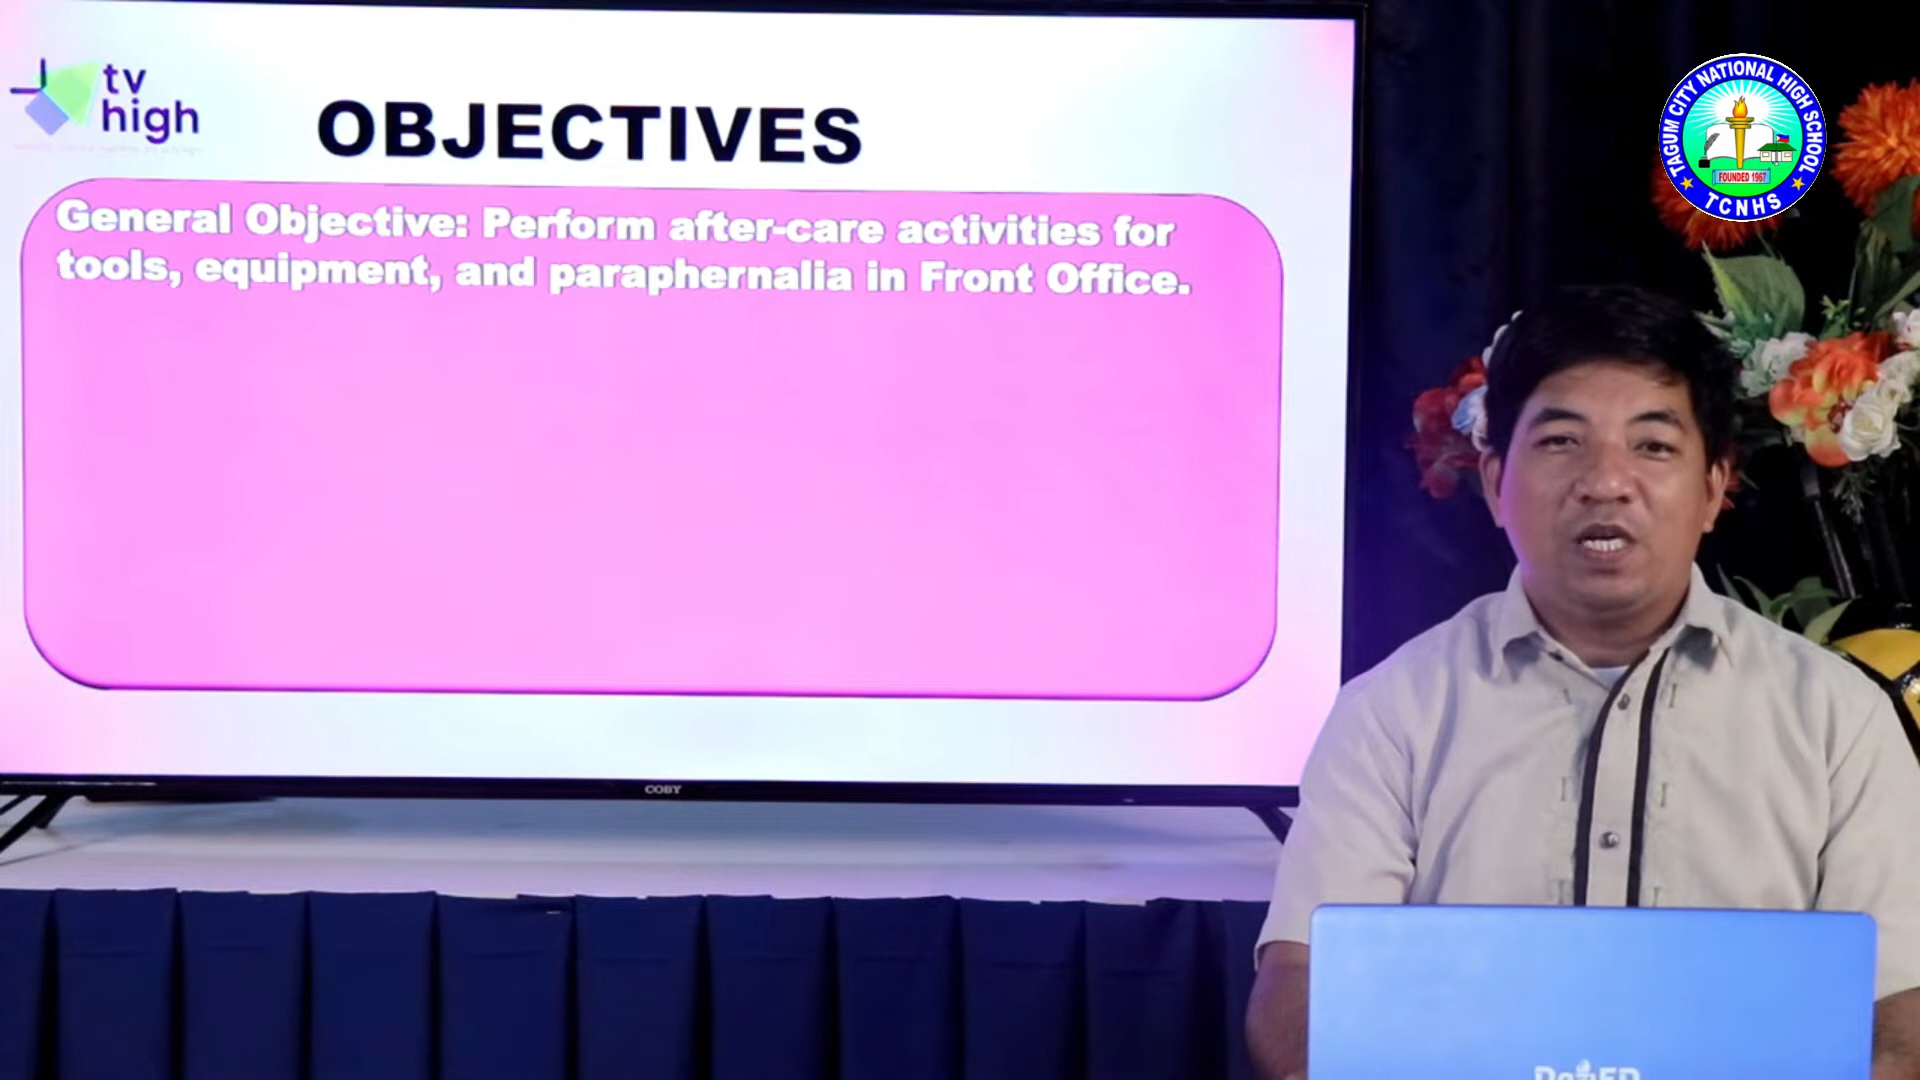 tv
high
OBJECTIVES
General Objective: Perform after-care activities for
tools, equipment, and paraphernalia in Front Office.
COBY
TAGUM CITY NATIONAL HIGH SCHOOL
FOUNDED 1967
TCNHS
DepED